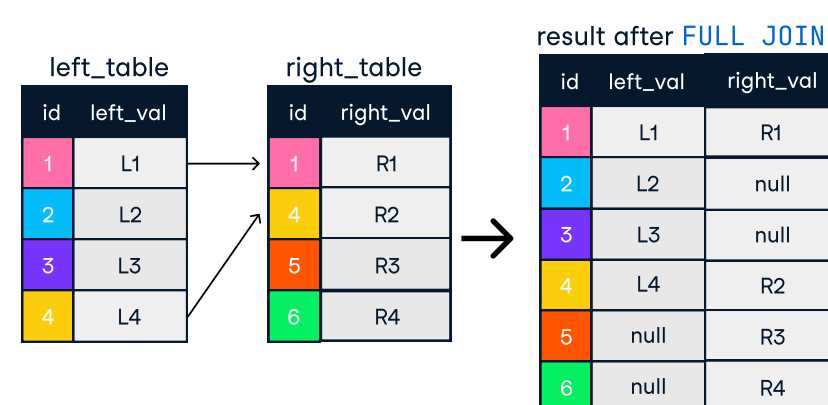 result after FULL JOIN
left_table
right_table
id left_val
1 L1
2 L2
3 L3
4 L4
id right_val
1 R1
4 R2
5 R3
6 R4
id left_val right_val
1 L1 R1
2 L2 null
3 L3 null
4 L4 R2
5 null R3
6 null R4